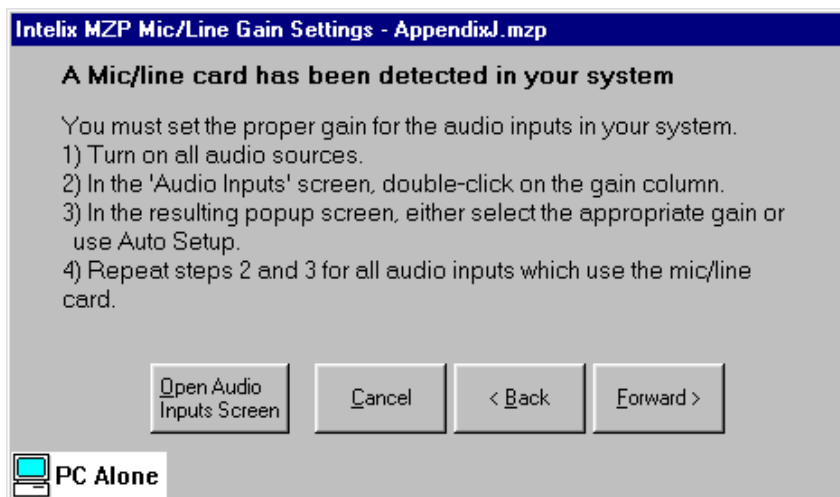 Intelix MZP Mic/Line Gain Settings - AppendixJ.mzp
A Mic/line card has been detected in your system
You must set the proper gain for the audio inputs in your system.
1) Turn on all audio sources.
2) In the 'Audio Inputs' screen, double-click on the gain column.
3) In the resulting popup screen, either select the appropriate gain or
use Auto Setup.
4) Repeat steps 2 and 3 for all audio inputs which use the mic/line
card.
Open Audio
Inputs Screen
Cancel
< Back
Forward >
PC Alone